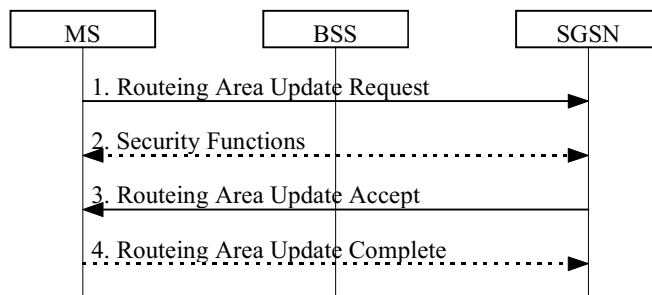 MS
BSS
SGSN
1. Routeing Area Update Request
2. Security Functions
3. Routeing Area Update Accept
4. Routeing Area Update Complete